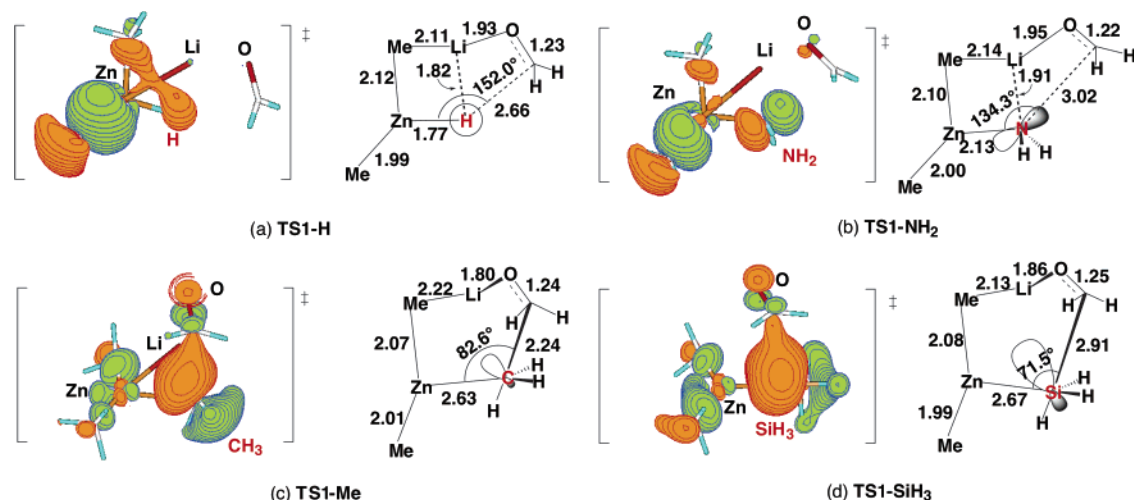 Li
O
‡
Zn
H
Me
2.11
Li
1.93
O
1.23
H
H
2.12
1.82
152.0°
2.66
Zn
1.77
H
1.99
Me
(a) TS1-H
Li
O
‡
Zn
NH2
Me
2.14
Li
1.95
O
1.22
H
H
2.10
1.91
134.3°
3.02
Zn
2.13
N
H
H
2.00
Me
(b) TS1-NH2
O
‡
Li
Zn
CH3
Me
2.22
Li
1.80
O
1.24
H
H
2.07
82.6°
2.24
Zn
2.63
C
H
H
H
2.01
Me
(c) TS1-Me
O
‡
Zn
SiH3
Me
2.13
Li
1.86
O
1.25
H
H
2.08
71.5°
2.91
Zn
2.67
Si
H
H
H
1.99
Me
(d) TS1-SiH3